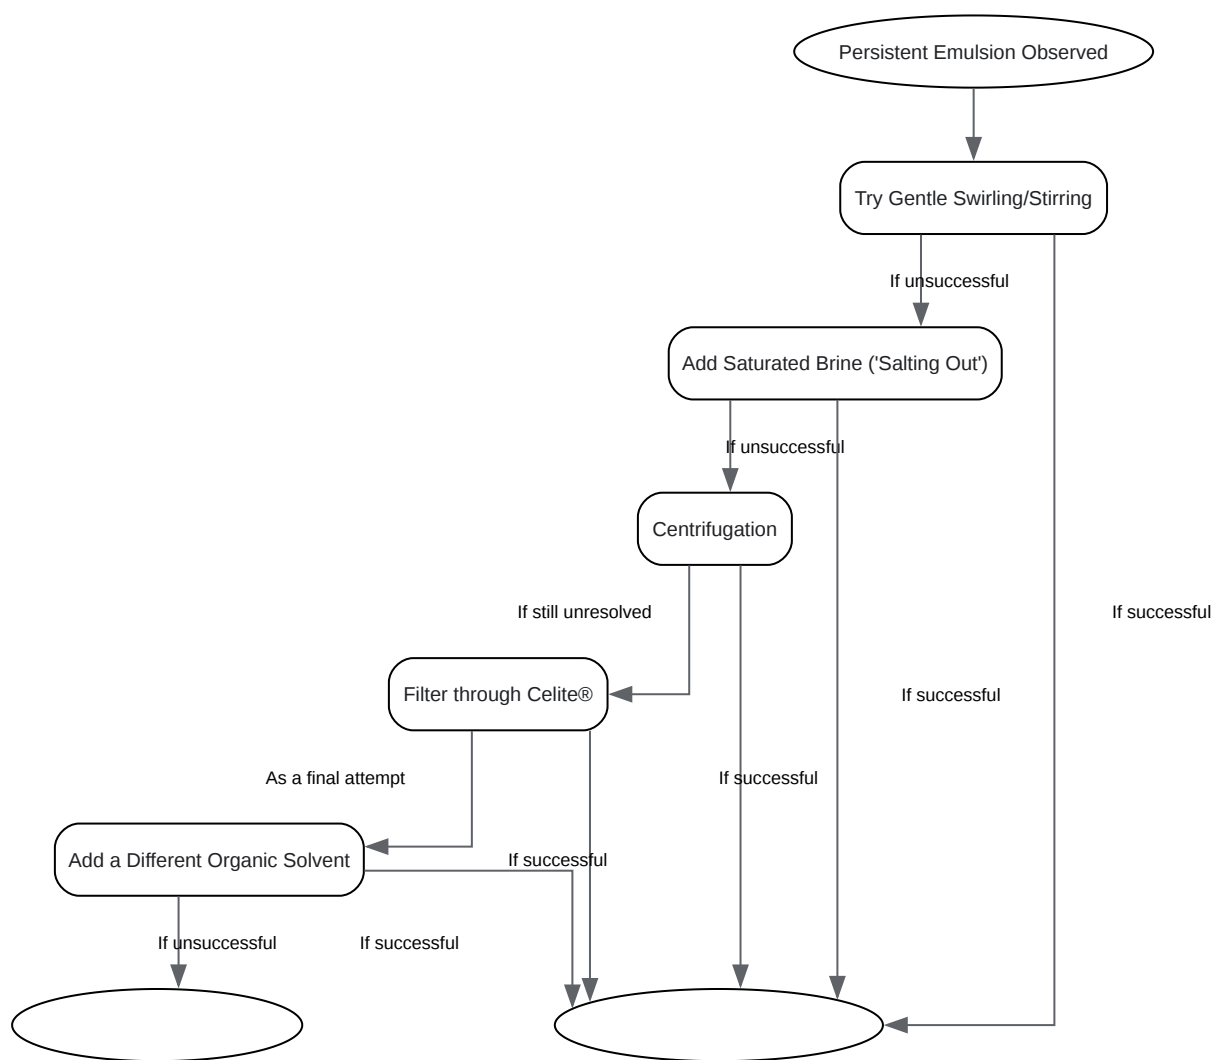 Persistent Emulsion Observed
Try Gentle Swirling/Stirring
If unsuccessful
Add Saturated Brine ('Salting Out')
If unsuccessful
Centrifugation
If still unresolved
If successful
Filter through Celite®
If successful
As a final attempt
If successful
Add a Different Organic Solvent
If successful
If unsuccessful
If successful